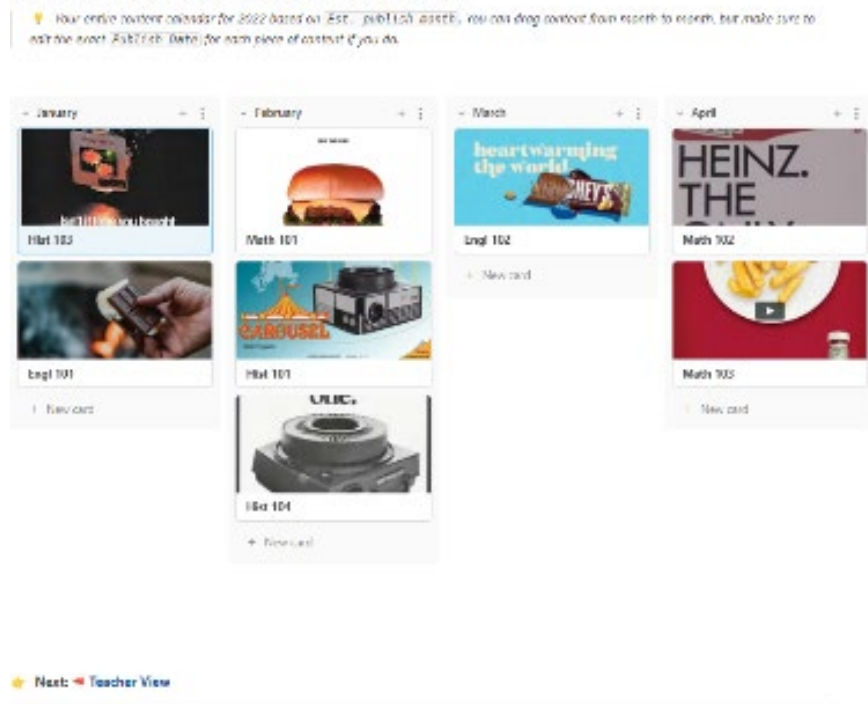 Your entire content calendar for 2022 based on Est. publish month. You can drag content from month to month, but make sure to
edit the exact Publish Date for each piece of content if you do.
January
Hist 103
Engl 101
+ New card
February
Math 101
CAROUSEL
Hist 101
Hist 104
+ New card
March
heartwarming
the world
HEY'S
Engl 102
+ New card
April
HEINZ.
THE
Math 102
Math 103
+ New card
Next: Teacher View